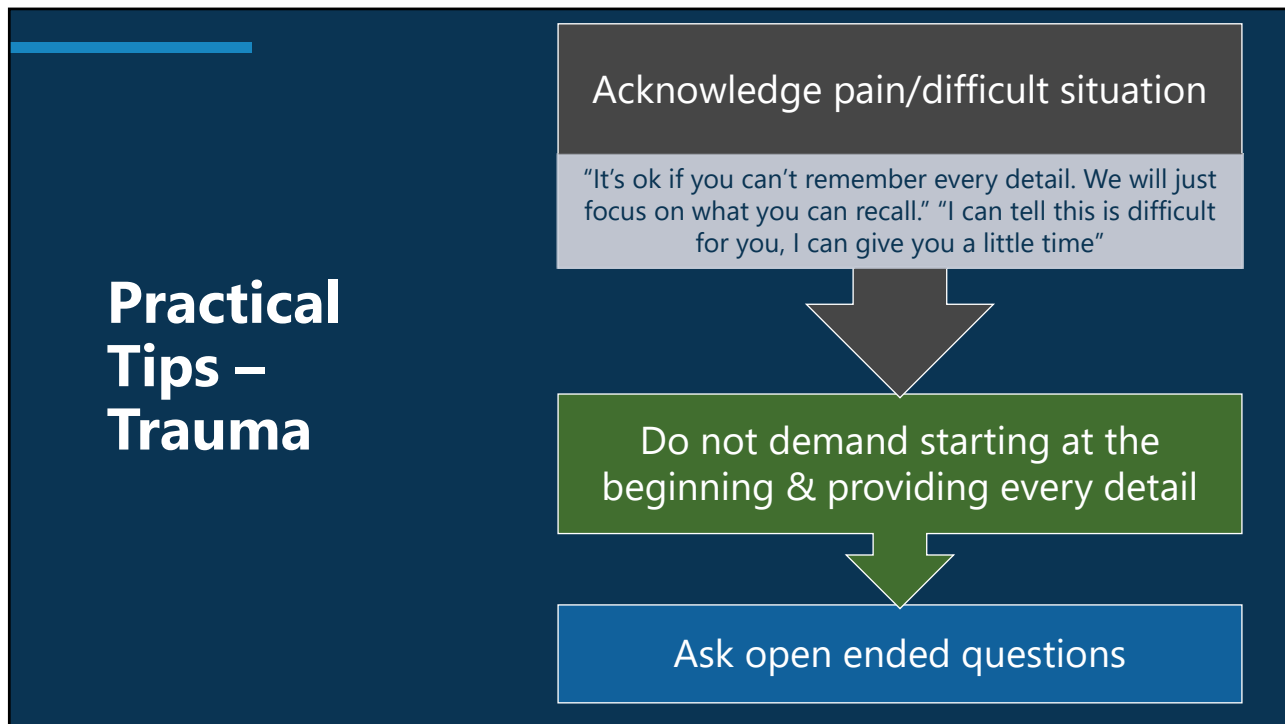 Practical
Tips –
Trauma
Acknowledge pain/difficult situation
“It’s ok if you can’t remember every detail. We will just
focus on what you can recall.” “I can tell this is difficult
for you, I can give you a little time”
Do not demand starting at the
beginning & providing every detail
Ask open ended questions